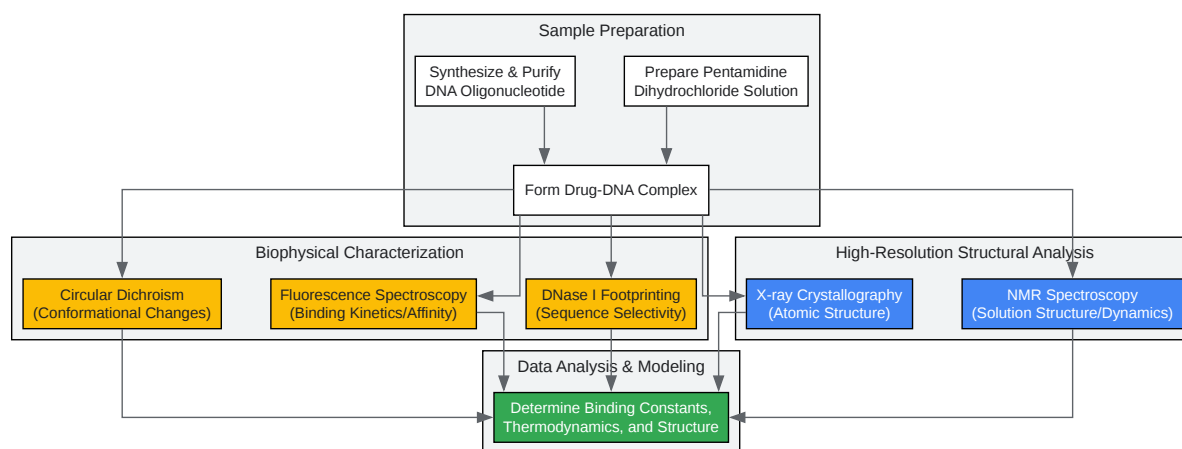 Sample Preparation
Synthesize & Purify
DNA Oligonucleotide
Prepare Pentamidine
Dihydrochloride Solution
Form Drug-DNA Complex
Biophysical Characterization
High-Resolution Structural Analysis
Circular Dichroism
(Conformational Changes)
Fluorescence Spectroscopy
(Binding Kinetics/Affinity)
DNase I Footprinting
(Sequence Selectivity)
X-ray Crystallography
(Atomic Structure)
NMR Spectroscopy
(Solution Structure/Dynamics)
Data Analysis & Modeling
Determine Binding Constants,
Thermodynamics, and Structure